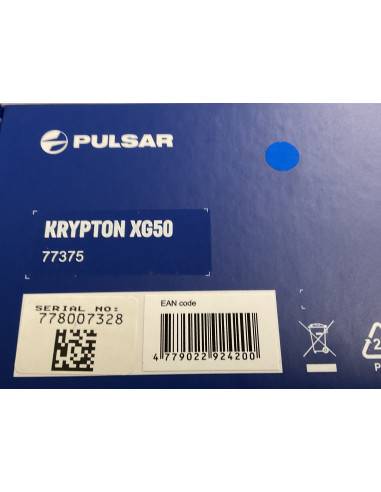 PULSAR
KRYPTON XG50
77375
SERIAL NO:
778007328
EAN code
4 779022 924200